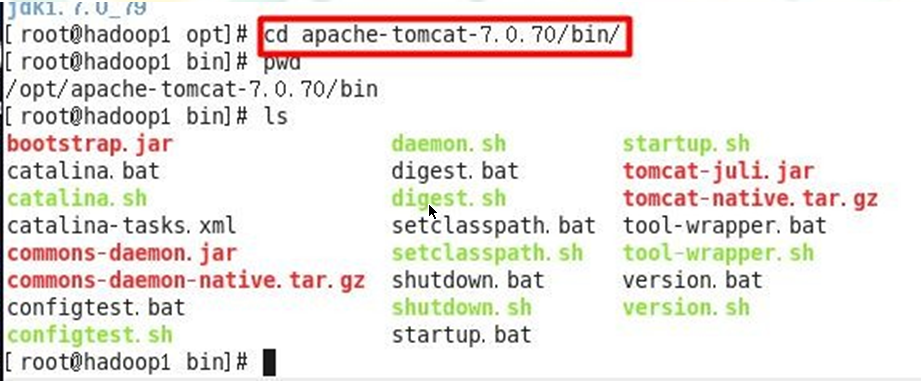 jdk1.7.0_79
[root@hadoop1 opt]# cd apache-tomcat-7.0.70/bin/
[root@hadoop1 bin]# pwd
/opt/apache-tomcat-7.0.70/bin
[root@hadoop1 bin]# ls
bootstrap.jar daemon.sh startup.sh
catalina.bat digest.bat tomcat-juli.jar
catalina.sh digest.sh tomcat-native.tar.gz
catalina-tasks.xml setclasspath.bat tool-wrapper.bat
commons-daemon.jar setclasspath.sh tool-wrapper.sh
commons-daemon-native.tar.gz shutdown.bat version.bat
configtest.bat shutdown.sh version.sh
configtest.sh startup.bat
[root@hadoop1 bin]#